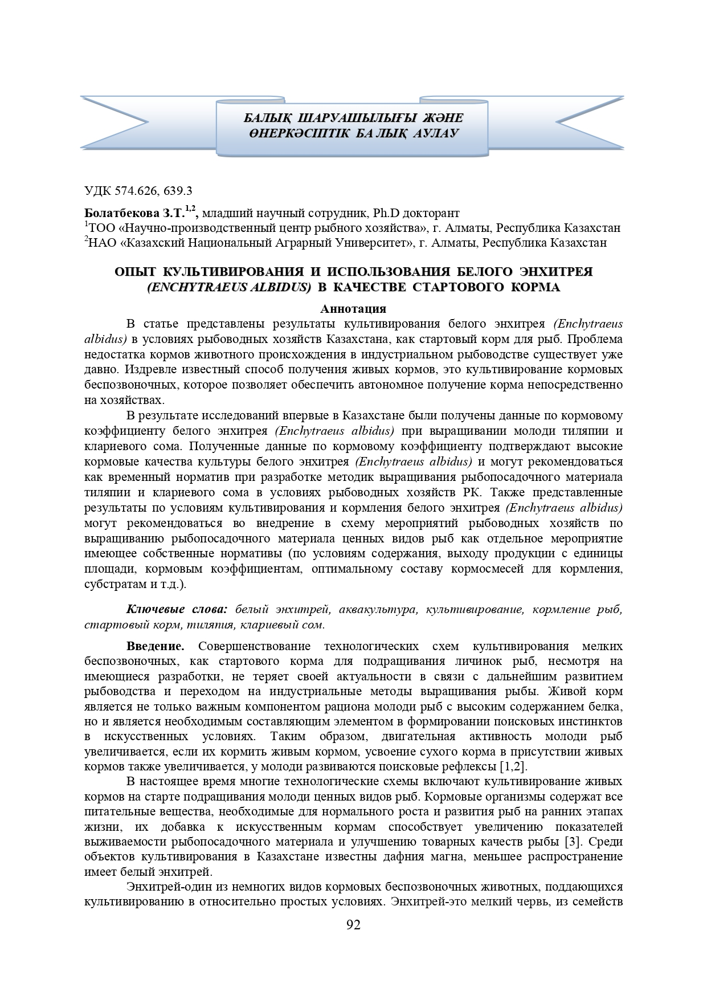 БАЛЫҚ ШАРУАШЫЛЫҒЫ ЖӘНЕ
ӨНЕРКӘСІПТІК БА ЛЫҚ АУЛАУ
УДК 574.626, 639.3
Болатбекова З.Т.1,2, младший научный сотрудник, Ph.D докторант
1ТОО «Научно-производственный центр рыбного хозяйства», г. Алматы, Республика Казахстан
2НАО «Казахский Национальный Аграрный Университет», г. Алматы, Республика Казахстан
ОПЫТ КУЛЬТИВИРОВАНИЯ И ИСПОЛЬЗОВАНИЯ БЕЛОГО ЭНХИТРЕЯ
(ENCHYTRAEUS ALBIDUS) В КАЧЕСТВЕ СТАРТОВОГО КОРМА
Аннотация
В статье представлены результаты культивирования белого энхитрея (Enchytraeus
albidus) в условиях рыбоводных хозяйств Казахстана, как стартовый корм для рыб. Проблема
недостатка кормов животного происхождения в индустриальном рыбоводстве существует уже
давно. Издревле известный способ получения живых кормов, это культивирование кормовых
беспозвоночных, которое позволяет обеспечить автономное получение корма непосредственно
на хозяйствах.
В результате исследований впервые в Казахстане были получены данные по кормовому
коэффициенту белого энхитрея (Enchytraeus albidus) при выращивании молоди тиляпии и
клариевого сома. Полученные данные по кормовому коэффициенту подтверждают высокие
кормовые качества культуры белого энхитрея (Enchytraeus albidus) и могут рекомендоваться
как временный норматив при разработке методик выращивания рыбопосадочного материала
тиляпии и клариевого сома в условиях рыбоводных хозяйств РК. Также представленные
результаты по условиям культивирования и кормления белого энхитрея (Enchytraeus albidus)
могут рекомендоваться во внедрение в схему мероприятий рыбоводных хозяйств по
выращиванию рыбопосадочного материала ценных видов рыб как отдельное мероприятие
имеющее собственные нормативы (по условиям содержания, выходу продукции с единицы
площади, кормовым коэффициентам, оптимальному составу кормосмесей для кормления,
субстратам и т.д.).
Ключевые слова: белый энхитрей, аквакультура, культивирование, кормление рыб,
стартовый корм, тиляпия, клариевый сом.
Введение. Совершенствование технологических схем культивирования мелких
беспозвоночных, как стартового корма для подращивания личинок рыб, несмотря на
имеющиеся разработки, не теряет своей актуальности в связи с дальнейшим развитием
рыбоводства и переходом на индустриальные методы выращивания рыбы. Живой корм
является не только важным компонентом рациона молоди рыб с высоким содержанием белка,
но и является необходимым составляющим элементом в формировании поисковых инстинктов
в искусственных условиях. Таким образом, двигательная активность молоди рыб
увеличивается, если их кормить живым кормом, усвоение сухого корма в присутствии живых
кормов также увеличивается, у молоди развиваются поисковые рефлексы [1,2].
В настоящее время многие технологические схемы включают культивирование живых
кормов на старте подращивания молоди ценных видов рыб. Кормовые организмы содержат все
питательные вещества, необходимые для нормального роста и развития рыб на ранних этапах
жизни, их добавка к искусственным кормам способствует увеличению показателей
выживаемости рыбопосадочного материала и улучшению товарных качеств рыбы [3]. Среди
объектов культивирования в Казахстане известны дафния магна, меньшее распространение
имеет белый энхитрей.
Энхитрей-один из немногих видов кормовых беспозвоночных животных, поддающихся
культивированию в относительно простых условиях. Энхитрей-это мелкий червь, из семейств
92